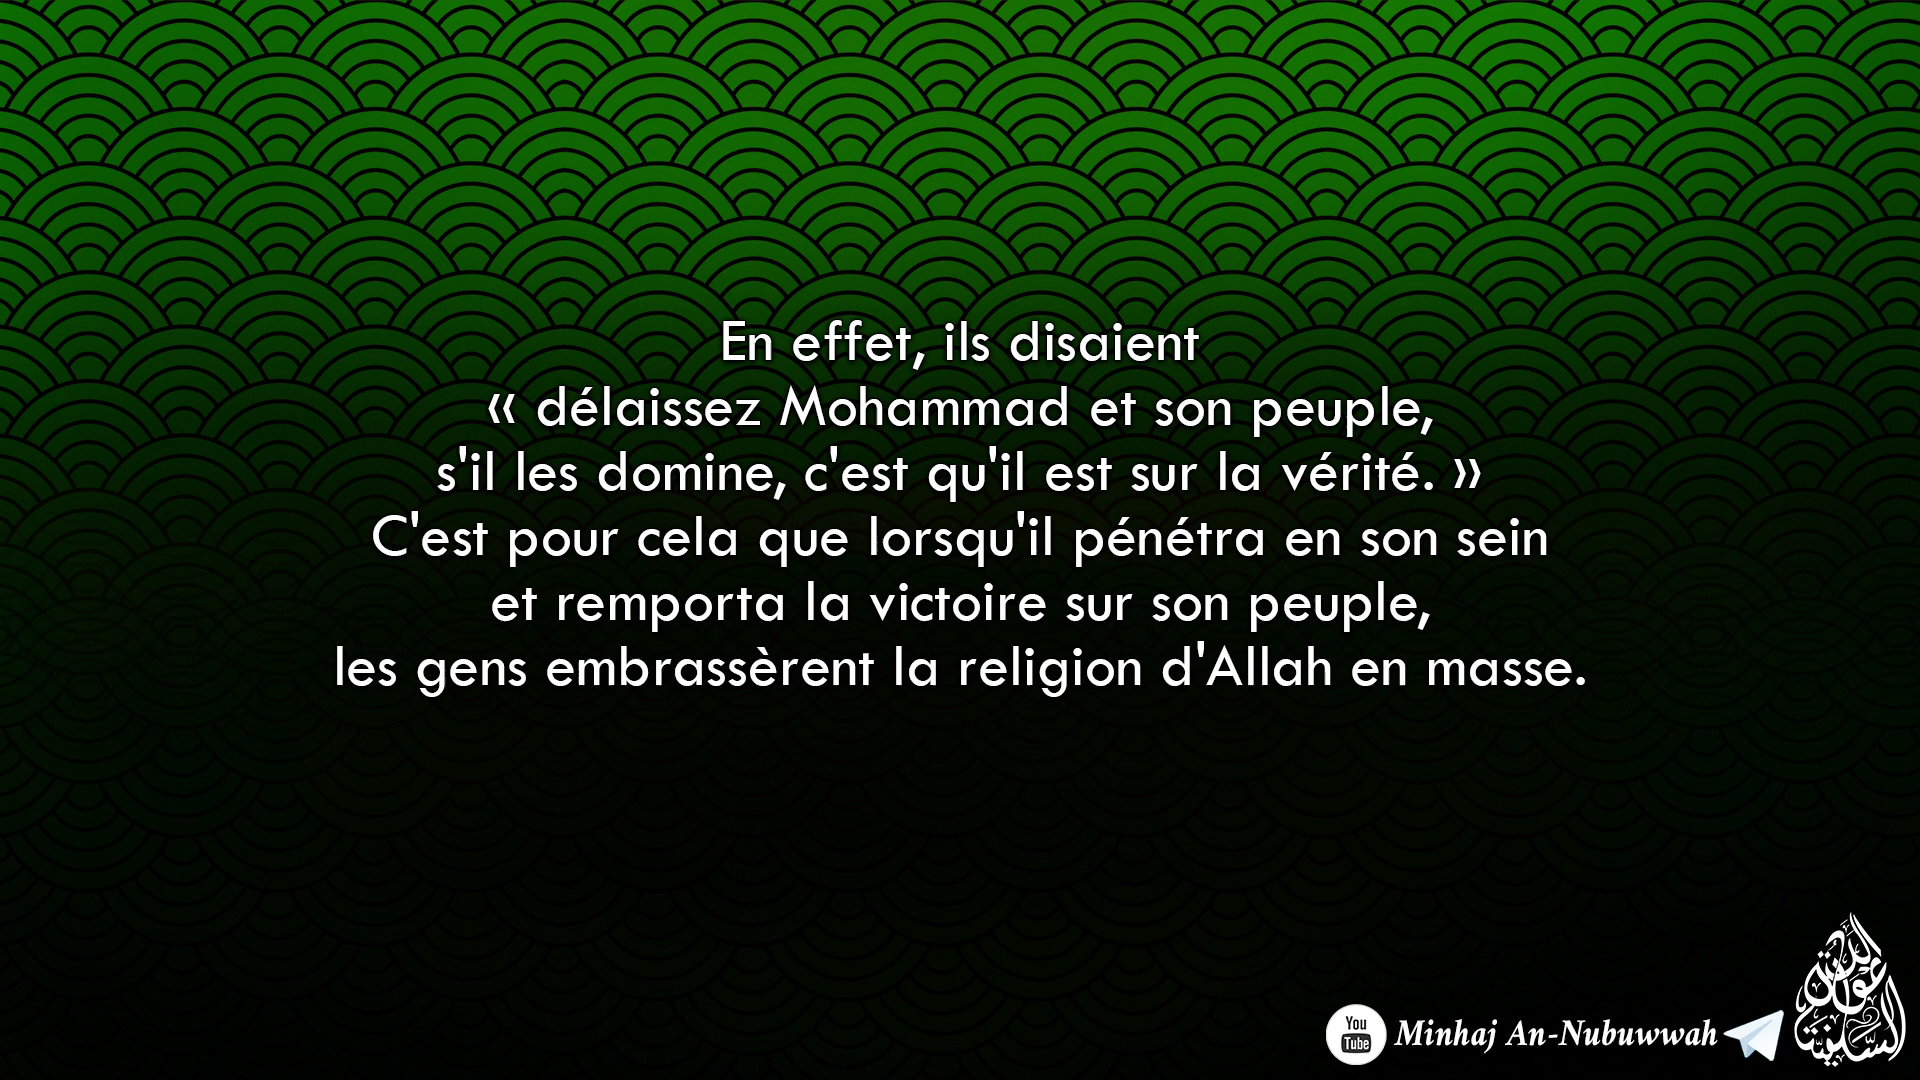 En effet, ils disaient
« délaissez Mohammad et son peuple,
s'il les domine, c'est qu'il est sur la vérité. »
C'est pour cela que lorsqu'il pénétra en son sein
et remporta la victoire sur son peuple,
les gens embrassèrent la religion d'Allah en masse.
You
Tube
Minhaj An-Nubuwwah